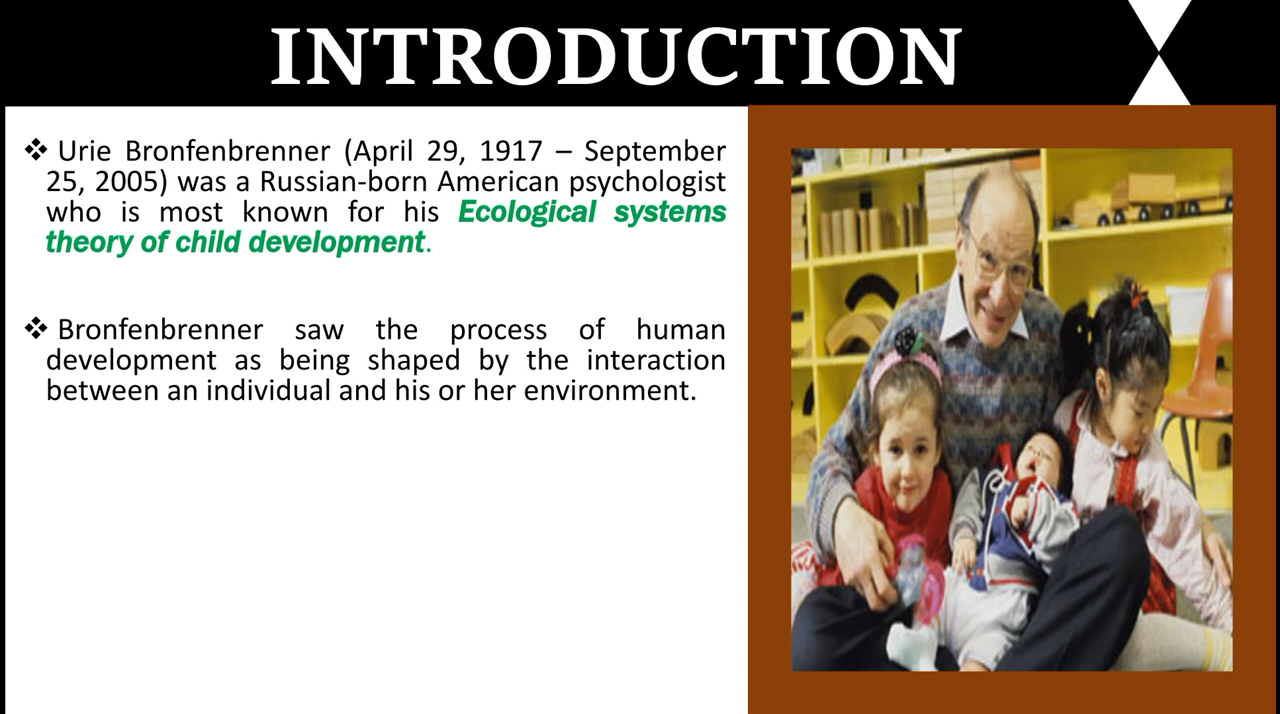 INTRODUCTION
❖ Urie Bronfenbrenner (April 29, 1917 – September
25, 2005) was a Russian-born American psychologist
who is most known for his Ecological systems
theory of child development.
❖ Bronfenbrenner saw the process of human
development as being shaped by the interaction
between an individual and his or her environment.